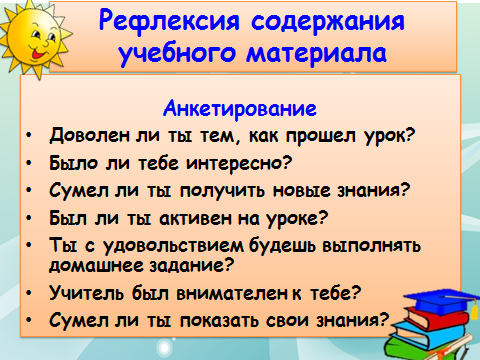 Рефлексия содержания
учебного материала
Анкетирование
• Доволен ли ты тем, как прошел урок?
• Было ли тебе интересно?
• Сумел ли ты получить новые знания?
• Был ли ты активен на уроке?
• Ты с удовольствием будешь выполнять
домашнее задание?
• Учитель был внимателен к тебе?
• Сумел ли ты показать свои знания?